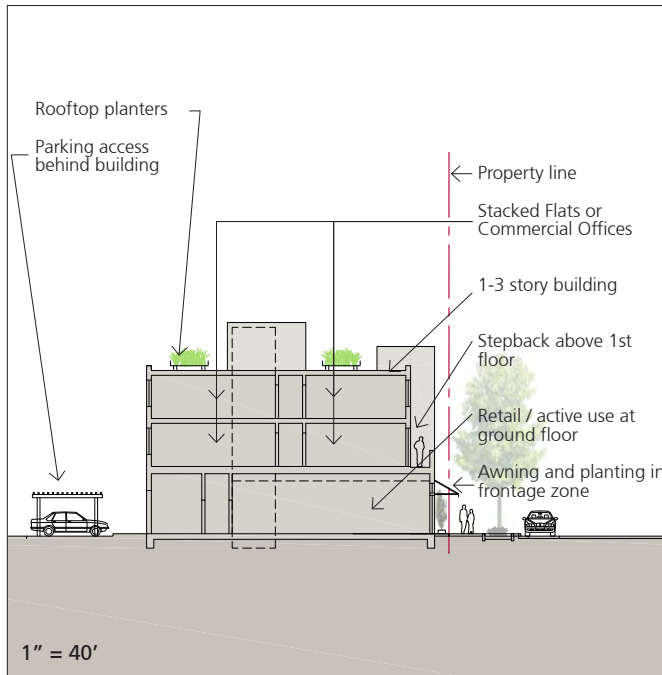 Rooftop planters
Parking access
behind building
Property line
Stacked Flats or
Commercial Offices
1-3 story building
Stepback above 1st
floor
Retail / active use at
ground floor
Awning and planting in
frontage zone
1” = 40’